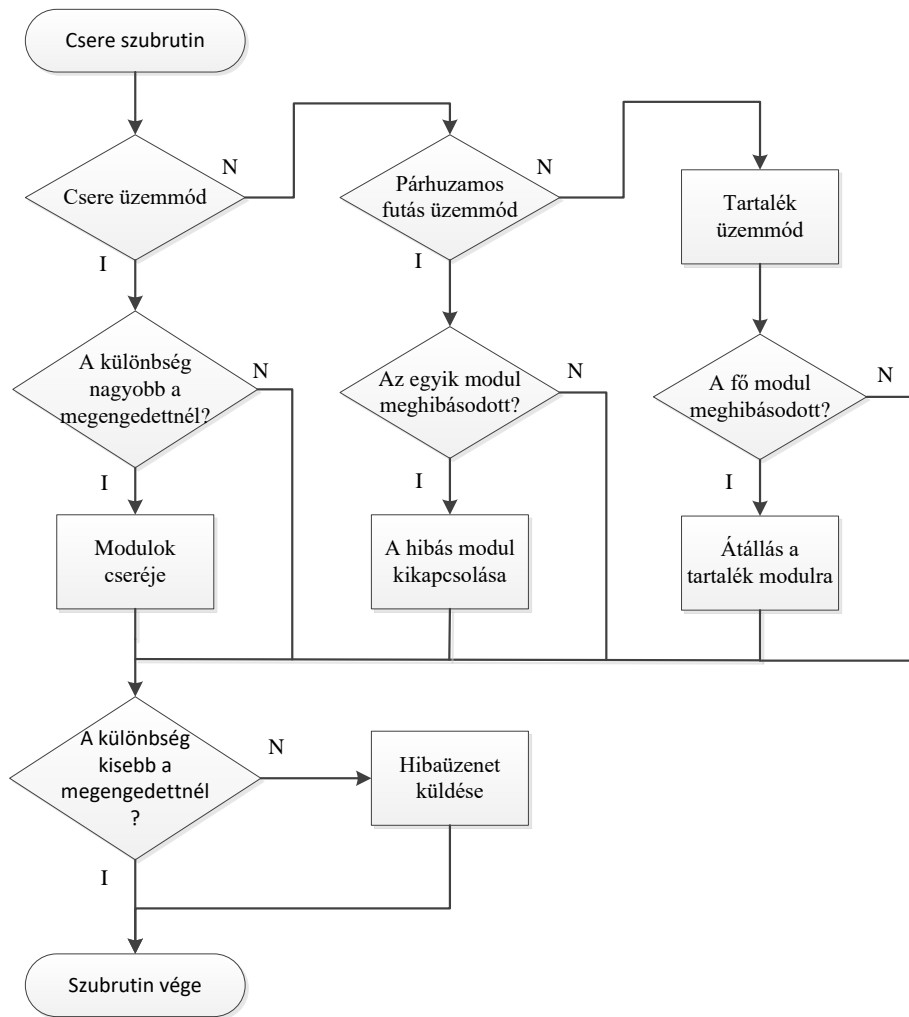 Csere szubrutin
Csere üzemmód
N
I
Párhuzamos
futás üzemmód
N
I
Tartalék
üzemmód
A különbség
nagyobb a
megengedettnél?
N
I
Az egyik modul
meghibásodott?
N
I
A fő modul
meghibásodott?
N
I
Modulok
cseréje
A hibás modul
kikapcsolása
Átállás a
tartalék modulra
A különbség
kisebb a
megengedettnél
?
N
I
Hibaüzenet
küldése
Szubrutin vége